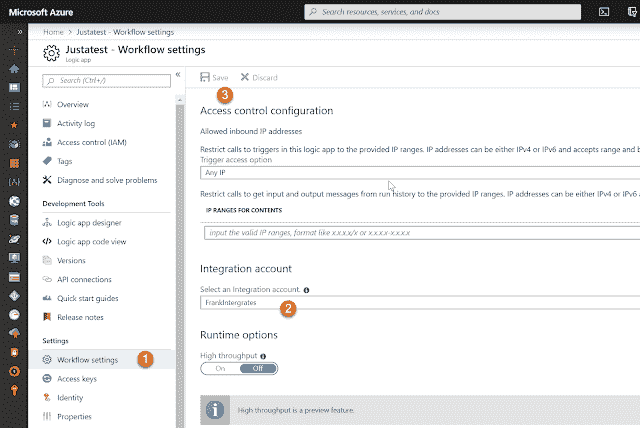 Microsoft Azure
Search resources, services, and docs
Home > Justatest - Workflow settings
Justatest - Workflow settings
Logic app
Search (Ctrl+/)
Overview
Activity log
Access control (IAM)
Tags
Diagnose and solve problems
Development Tools
Logic app designer
Logic app code view
Versions
API connections
Quick start guides
Release notes
Settings
Workflow settings
1
Access keys
Identity
Properties
Save
Discard
3
Access control configuration
Allowed inbound IP addresses
Restrict calls to triggers in this logic app to the provided IP ranges. IP addresses can be either IPv4 or IPv6 and accepts range and b
Trigger access option
Any IP
Restrict calls to get input and output messages from run history to the provided IP ranges. IP addresses can be either IPv4 or IPv6
IP RANGES FOR CONTENTS
input the valid IP ranges, format like x.x.x.x/x or x.x.x.x-x.x.x.x
Integration account
Select an Integration account.
FrankIntergrates
2
Runtime options
High throughput
On
Off
High throughput is a preview feature.